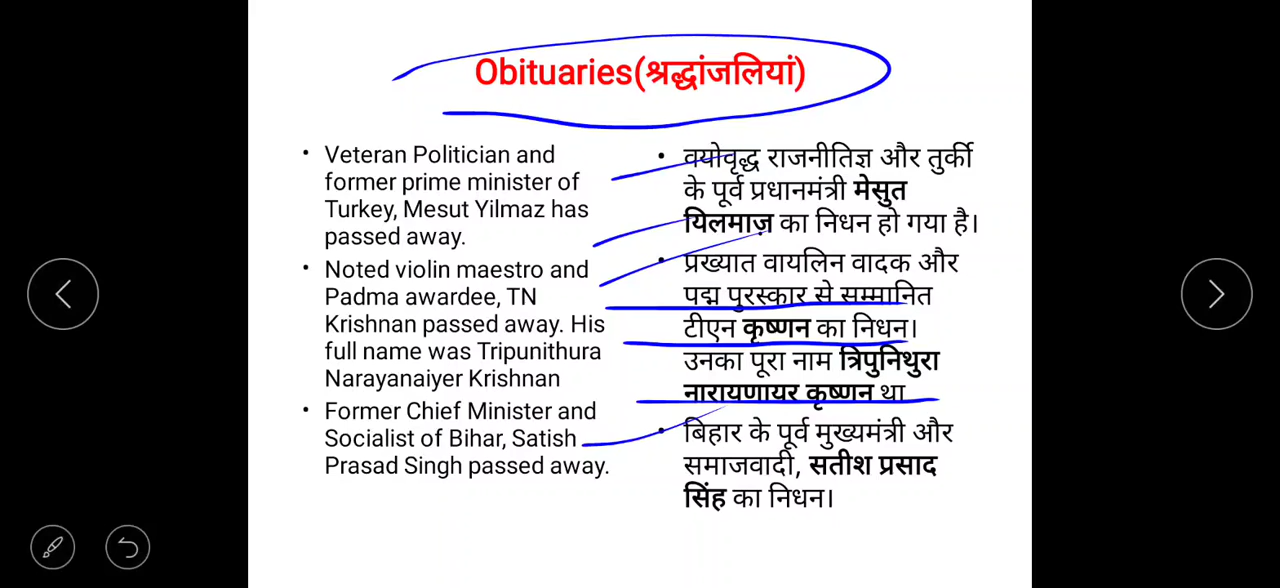 Obituaries(श्रद्धांजलियां)
• Veteran Politician and
former prime minister of
Turkey, Mesut Yilmaz has
passed away.
• Noted violin maestro and
Padma awardee, TN
Krishnan passed away. His
full name was Tripunithura
Narayanaiyer Krishnan
• Former Chief Minister and
Socialist of Bihar, Satish
Prasad Singh passed away.
• वयोवृद्ध राजनीतिज्ञ और तुर्की
के पूर्व प्रधानमंत्री मेसुत
यिलमाज़ का निधन हो गया है।
• प्रख्यात वायलिन वादक और
पद्म पुरस्कार से सम्मानित
टीएन कृष्णन का निधन।
उनका पूरा नाम त्रिपुनिथुरा
नारायणायर कृष्णन था
• बिहार के पूर्व मुख्यमंत्री और
समाजवादी, सतीश प्रसाद
सिंह का निधन।